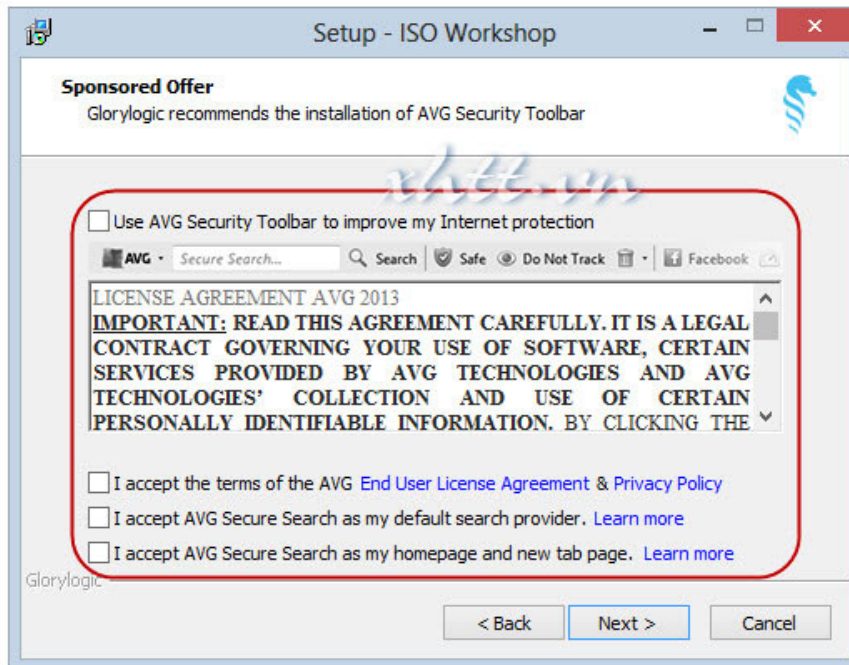 Setup - ISO Workshop
Sponsored Offer
Glorylogic recommends the installation of AVG Security Toolbar
xhtt.vn
Use AVG Security Toolbar to improve my Internet protection
AVG Secure Search... Search Safe Do Not Track Facebook
LICENSE AGREEMENT AVG 2013
IMPORTANT: READ THIS AGREEMENT CAREFULLY. IT IS A LEGAL
CONTRACT GOVERNING YOUR USE OF SOFTWARE, CERTAIN
SERVICES PROVIDED BY AVG TECHNOLOGIES AND AVG
TECHNOLOGIES’ COLLECTION AND USE OF CERTAIN
PERSONALLY IDENTIFIABLE INFORMATION. BY CLICKING THE
I accept the terms of the AVG End User License Agreement & Privacy Policy
I accept AVG Secure Search as my default search provider. Learn more
I accept AVG Secure Search as my homepage and new tab page. Learn more
Glorylogic
< Back Next > Cancel